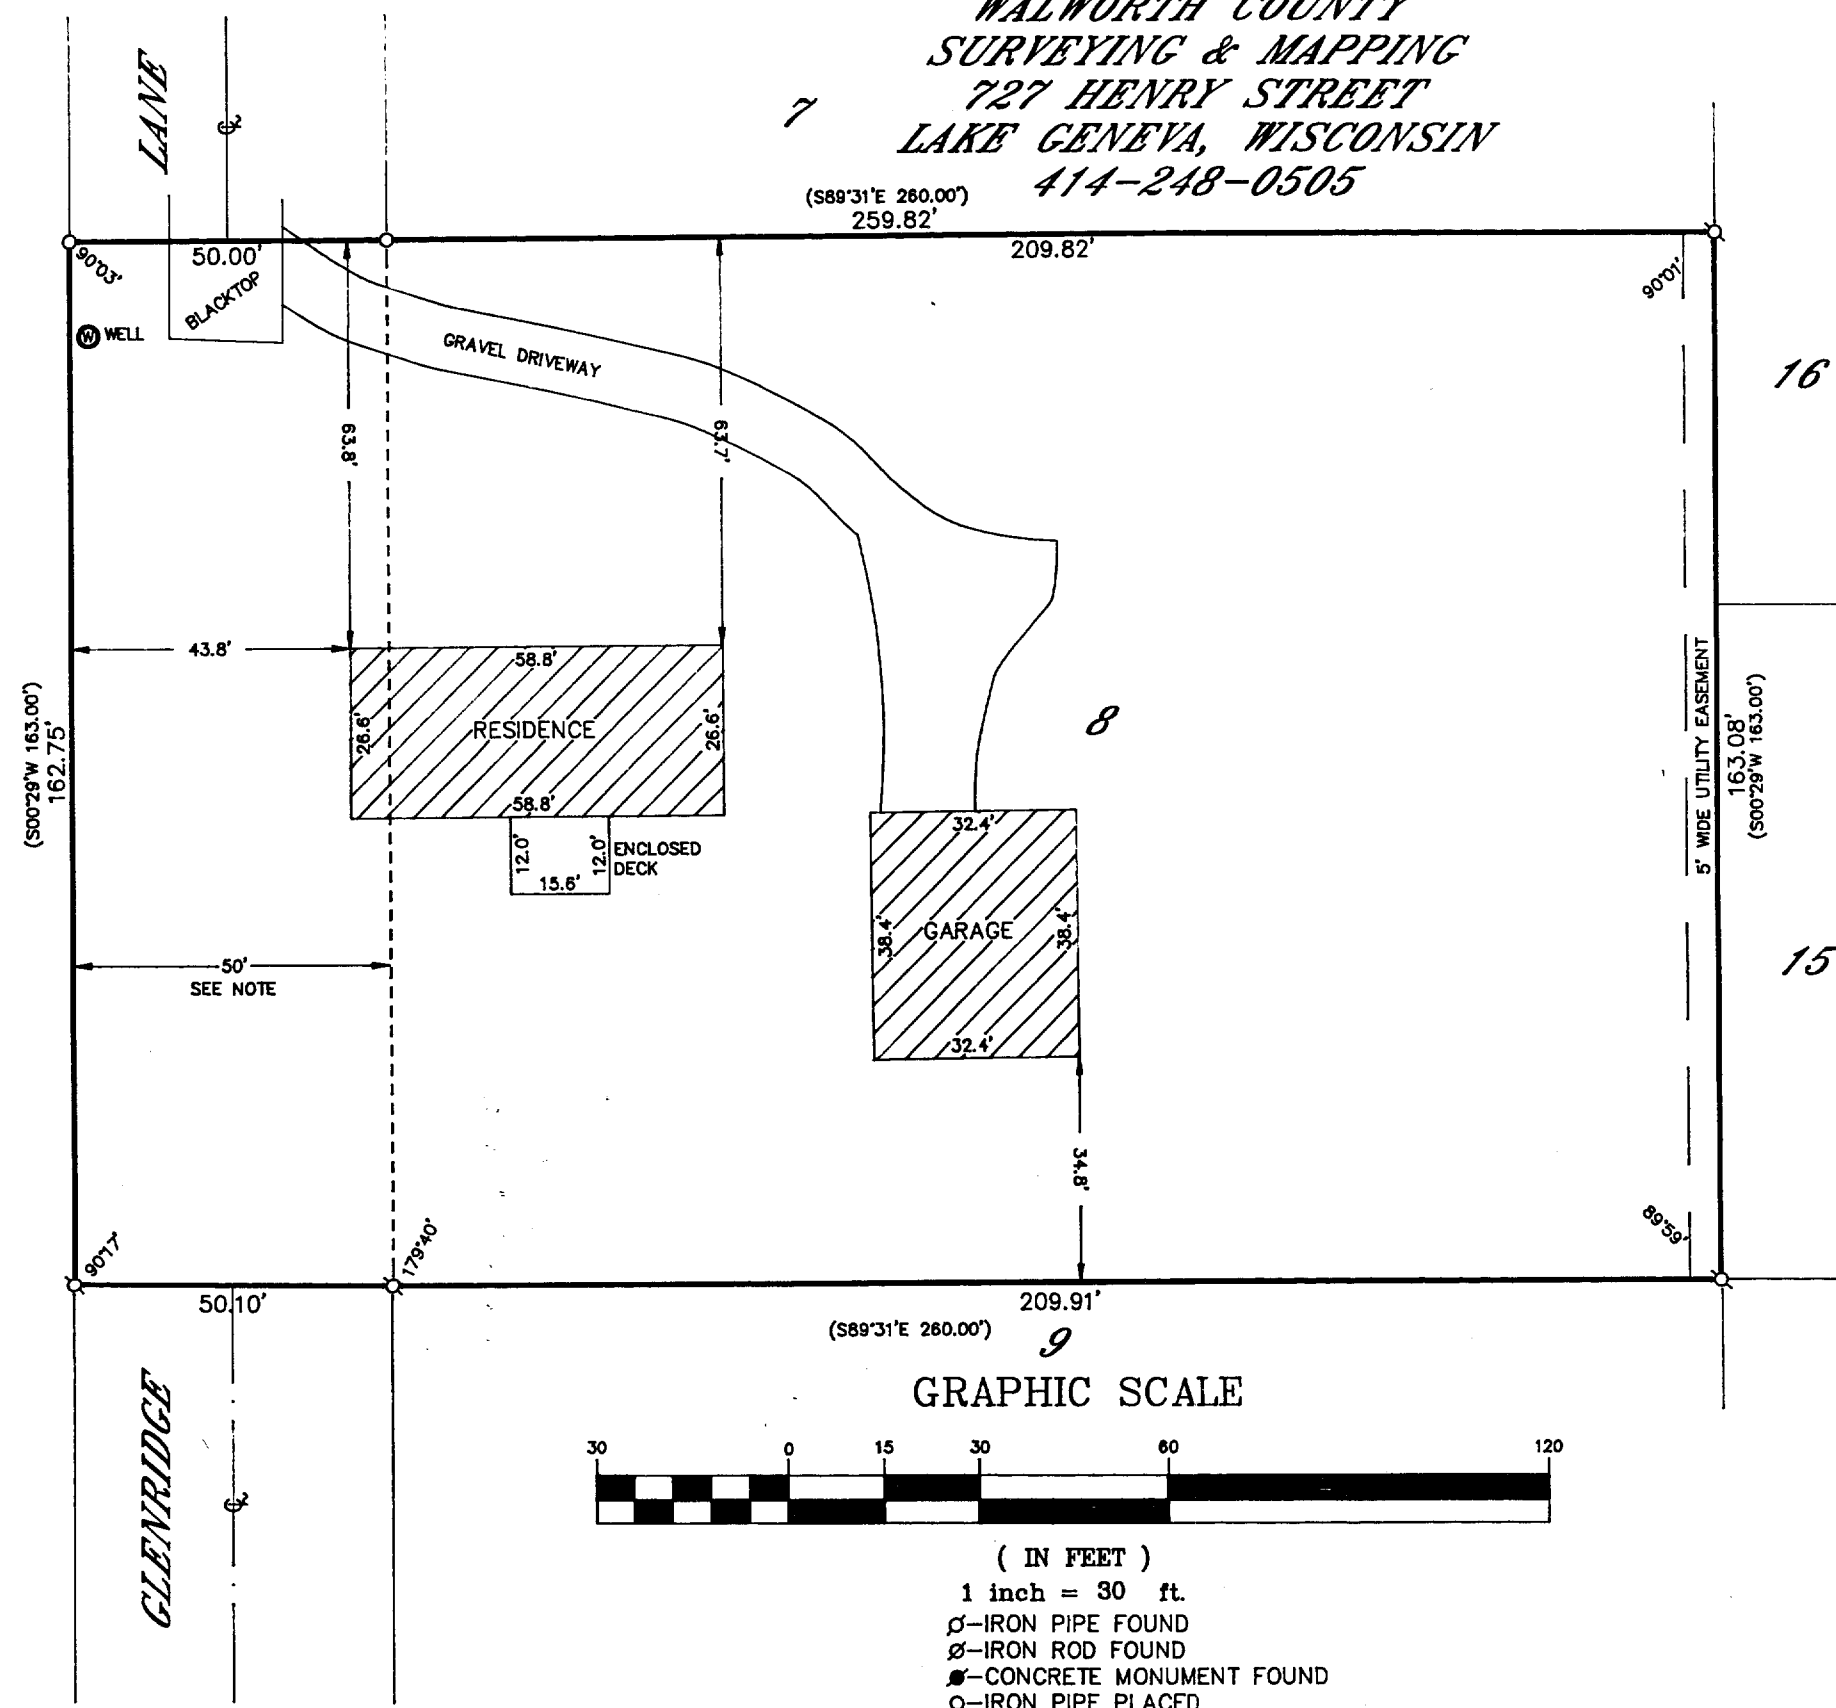 WALWORTH COUNTY
SURVEYING & MAPPING
727 HENRY STREET
LAKE GENEVA, WISCONSIN
414-248-0505
LANE
7
(S89°31'E 260.00')
259.82'
50.00'
209.82'
90°03'
90°01'
BLACKTOP
W WELL
GRAVEL DRIVEWAY
16
63.8'
63.7'
43.8'
58.8'
RESIDENCE
26.6'
26.6'
58.8'
(S00°29'W 163.00')
162.75'
8
5' WIDE UTILITY EASEMENT
163.08'
(S00°29'W 163.00')
12.0'
12.0'
ENCLOSED
DECK
15.6'
32.4'
GARAGE
38.4'
38.4'
32.4'
15
50'
SEE NOTE
34.8'
90°17'
179°40'
89°59'
50.10'
209.91'
(S89°31'E 260.00')
9
GLENRIDGE
GRAPHIC SCALE
30 0 15 30 60 120
( IN FEET )
1 inch = 30 ft.
-IRON PIPE FOUND
-IRON ROD FOUND
-CONCRETE MONUMENT FOUND
-IRON PIPE PLACED